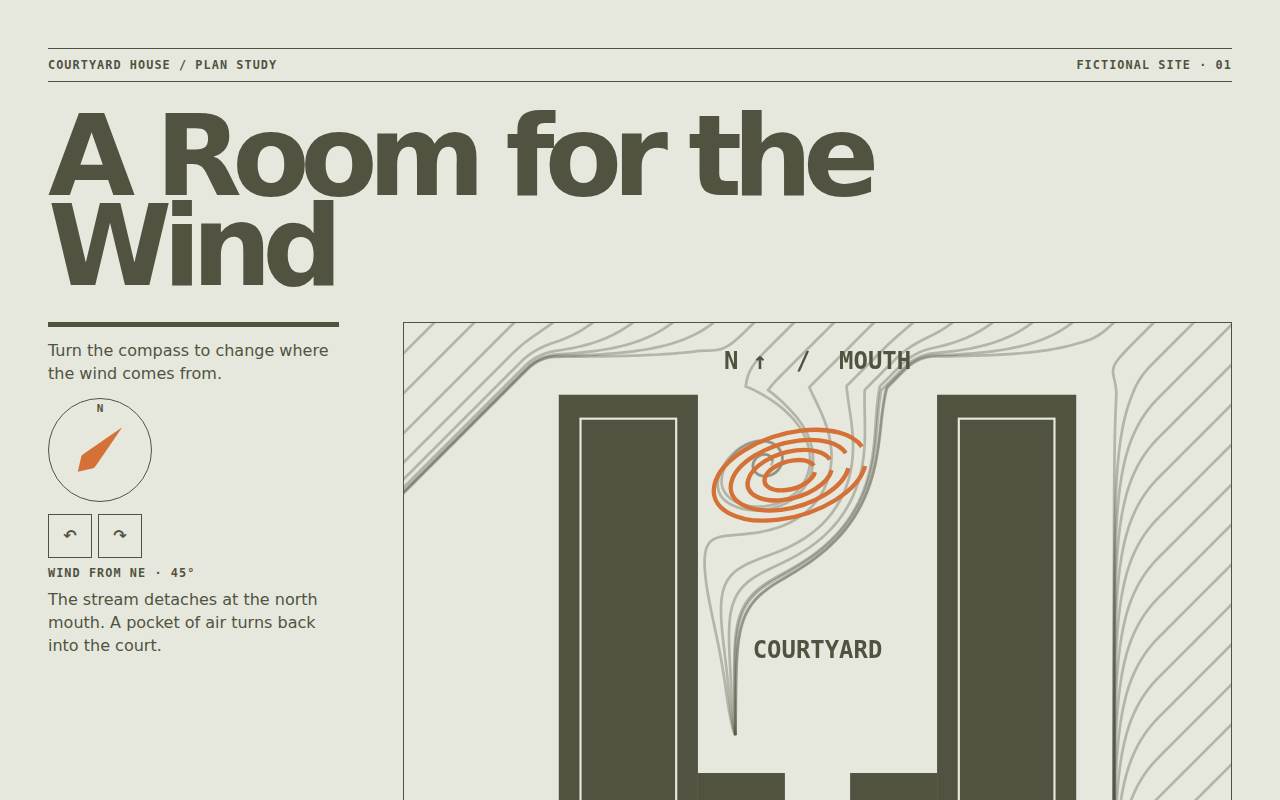 COURTYARD HOUSE / PLAN STUDY
FICTIONAL SITE · 01
A Room for the
Wind
Turn the compass to change where
the wind comes from.
N
↶ ↷
WIND FROM NE · 45°
The stream detaches at the north
mouth. A pocket of air turns back
into the court.
N ↑ / MOUTH
COURTYARD